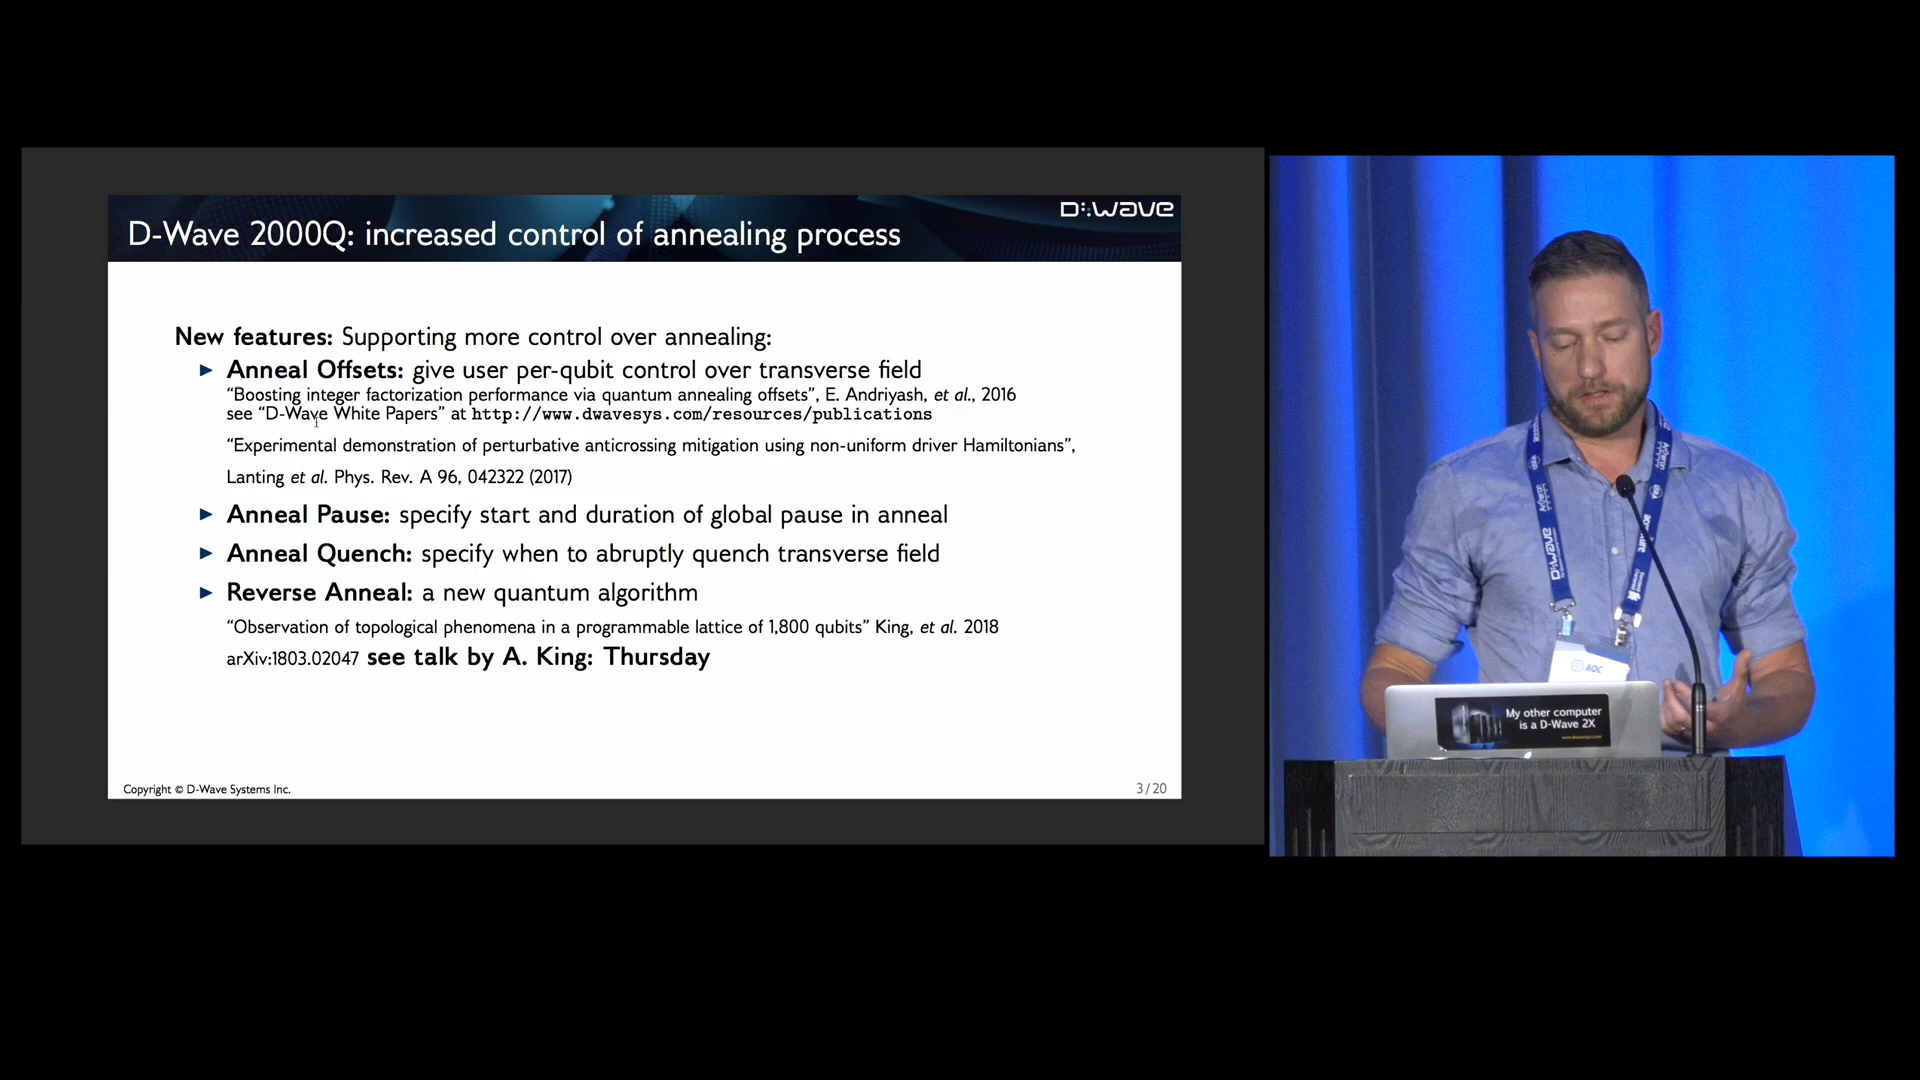 D:Wave
D-Wave 2000Q: increased control of annealing process
New features: Supporting more control over annealing:
► Anneal Offsets: give user per-qubit control over transverse field
“Boosting integer factorization performance via quantum annealing offsets”, E. Andriyash, et al., 2016
see “D-Wave White Papers” at http://www.dwavesys.com/resources/publications
“Experimental demonstration of perturbative anticrossing mitigation using non-uniform driver Hamiltonians”,
Lanting et al. Phys. Rev. A 96, 042322 (2017)
► Anneal Pause: specify start and duration of global pause in anneal
► Anneal Quench: specify when to abruptly quench transverse field
► Reverse Anneal: a new quantum algorithm
“Observation of topological phenomena in a programmable lattice of 1,800 qubits” King, et al. 2018
arXiv:1803.02047 see talk by A. King: Thursday
Copyright © D-Wave Systems Inc.
3 / 20
D:Wave
AQC
My other computer
is a D-Wave 2X